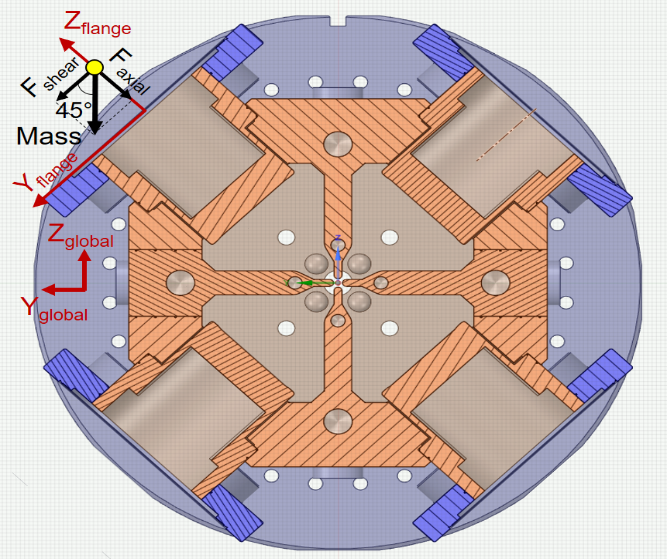 Z flange
F shear
F axial
45°
Mass
Y flange
Z global
Y global